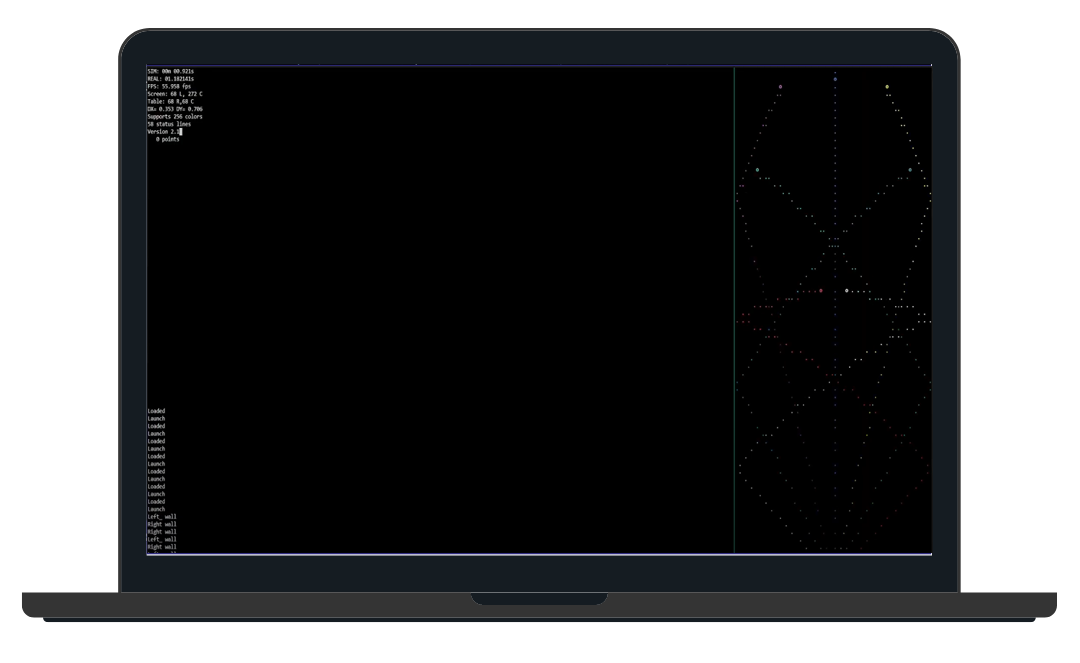 SIM: 00m 00.921s
REAL: 01.182141s
FPS: 55.958 fps
Screen: 68 L, 272 C
Table: 68 R,68 C
DX= 0.353 DY= 0.706
Supports 256 colors
58 status lines
Version 2.1
0 points
Loaded
Launch
Loaded
Launch
Loaded
Launch
Loaded
Launch
Loaded
Launch
Loaded
Launch
Loaded
Launch
Left_ wall
Right wall
Right wall
Left_ wall
Right wall